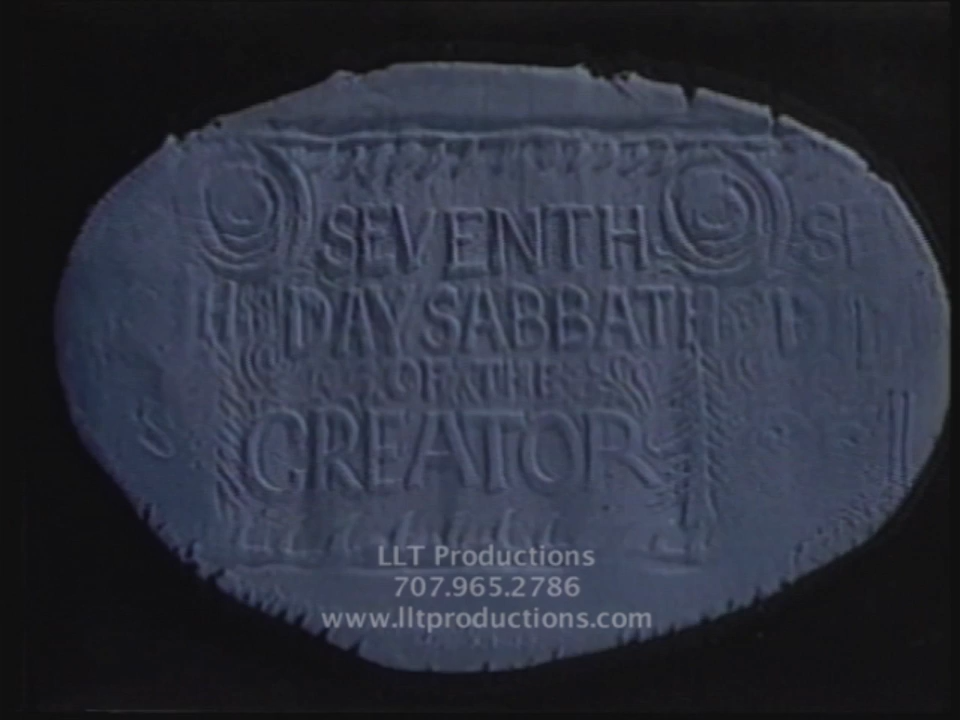 SEVENTH
DAY SABBATH
OF THE
CREATOR
LLT Productions
707.965.2786
www.lltproductions.com